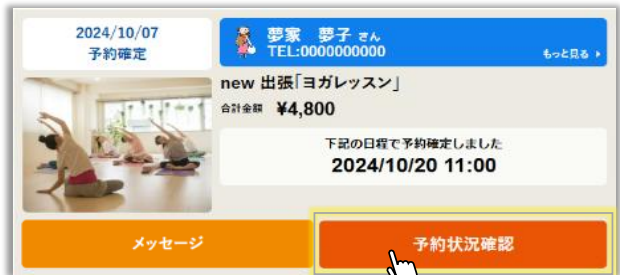 2024/10/07
予約確定
夢家　夢子 さん
TEL:0000000000
もっと見る
new 出張「ヨガレッスン」
合計金額 ¥4,800
下記の日程で予約確定しました
2024/10/20 11:00
メッセージ
予約状況確認